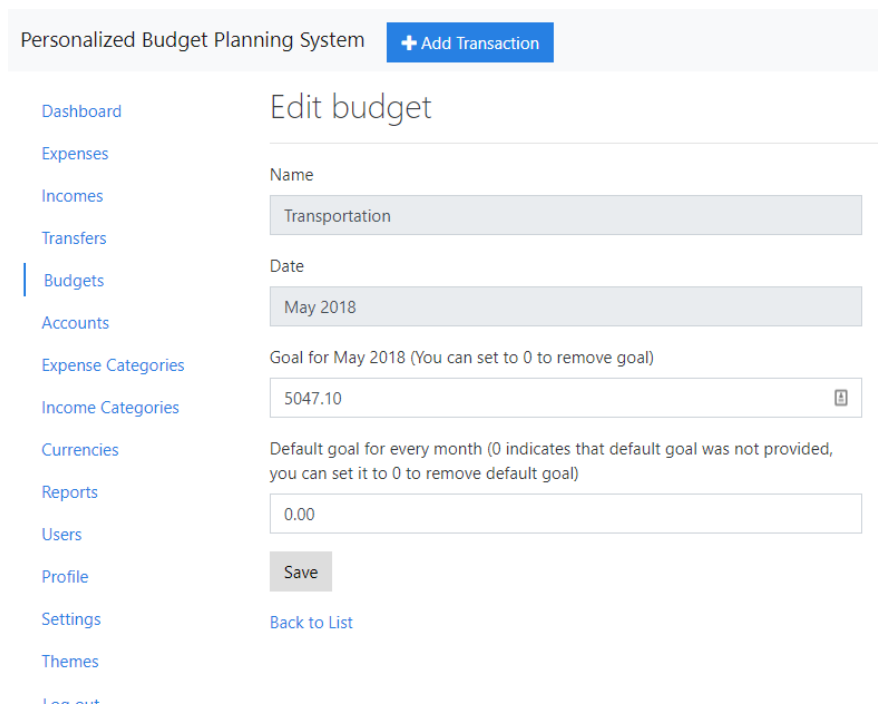 Personalized Budget Planning System
Add Transaction
Dashboard
Expenses
Incomes
Transfers
Budgets
Accounts
Expense Categories
Income Categories
Currencies
Reports
Users
Profile
Settings
Themes
Log out
Edit budget
Name
Transportation
Date
May 2018
Goal for May 2018 (You can set to 0 to remove goal)
5047.10
Default goal for every month (0 indicates that default goal was not provided,
you can set it to 0 to remove default goal)
0.00
Save
Back to List